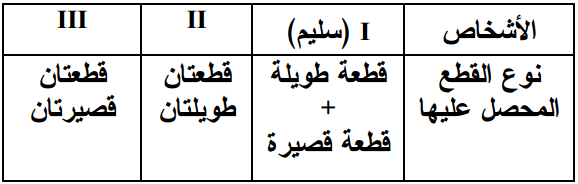 الأشخاص I (سليم) II III
نوع القطع المحصل عليها
قطعة طويلة
+
قطعة قصيرة
قطعتان طويلتان
قطعتان قصيرتان